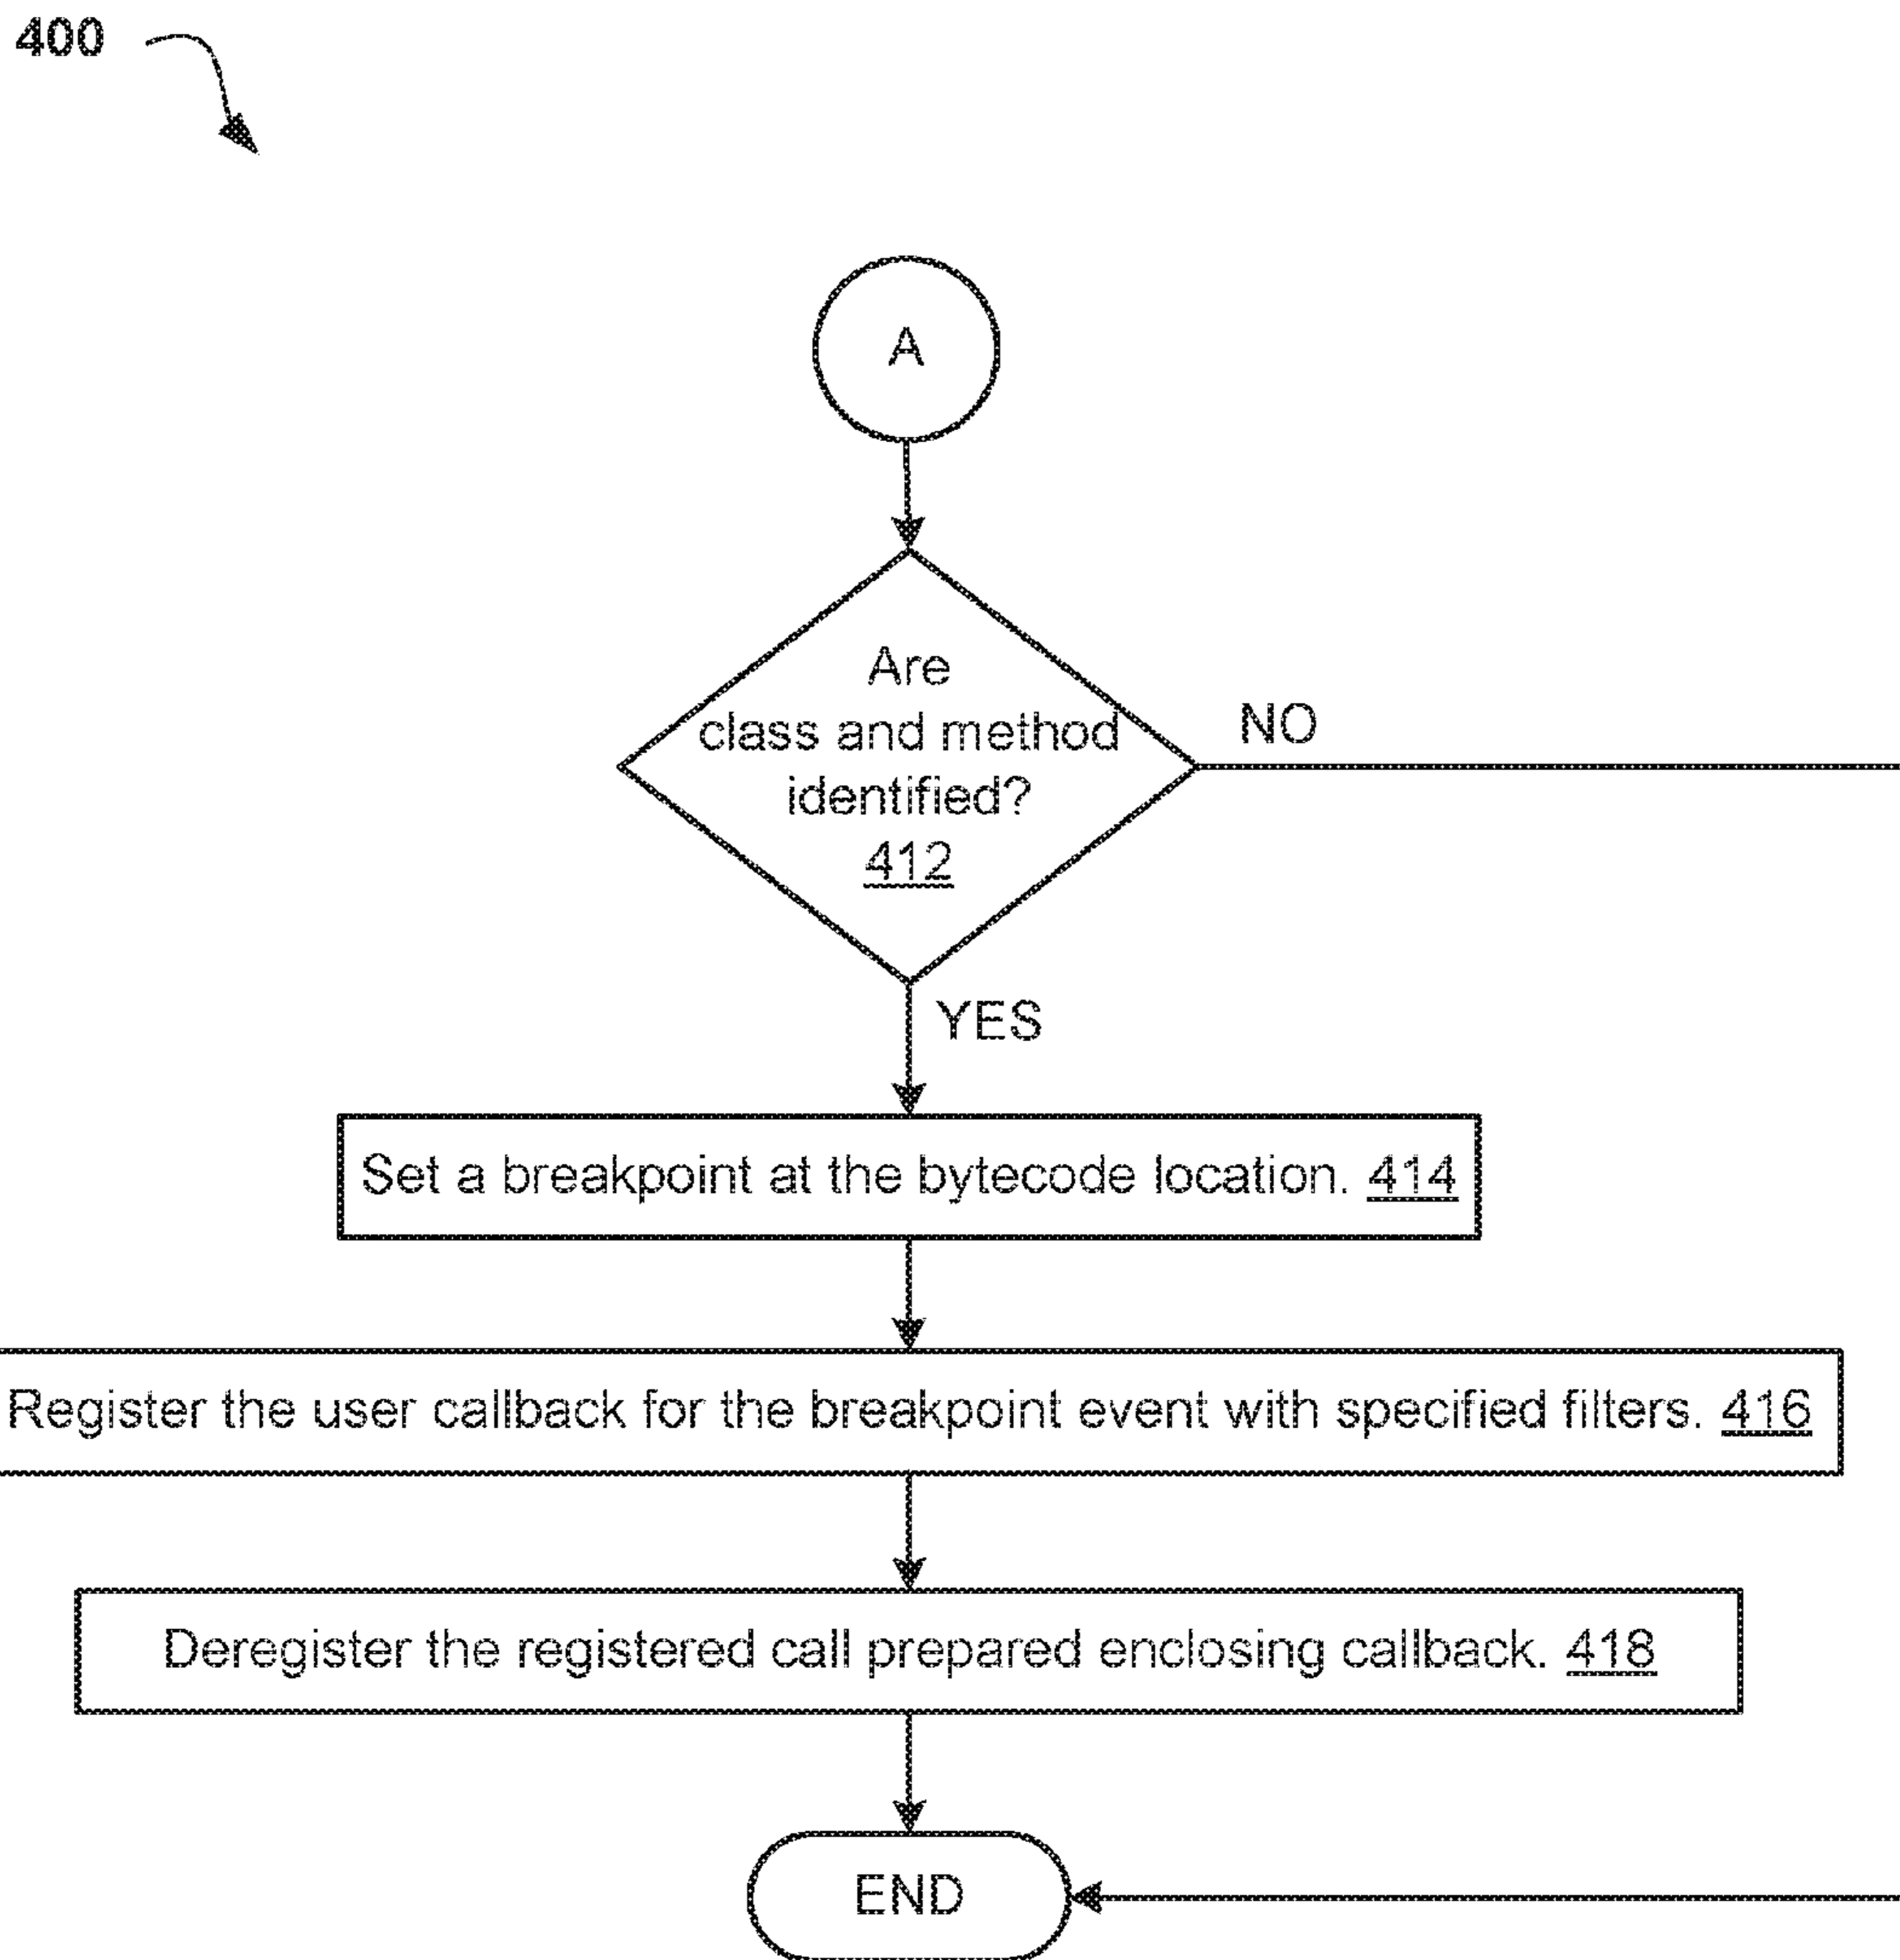 400
A
Are
class and method
identified?
412
NO
YES
Set a breakpoint at the bytecode location. 414
Register the user callback for the breakpoint event with specified filters. 416
Deregister the registered call prepared enclosing callback. 418
END